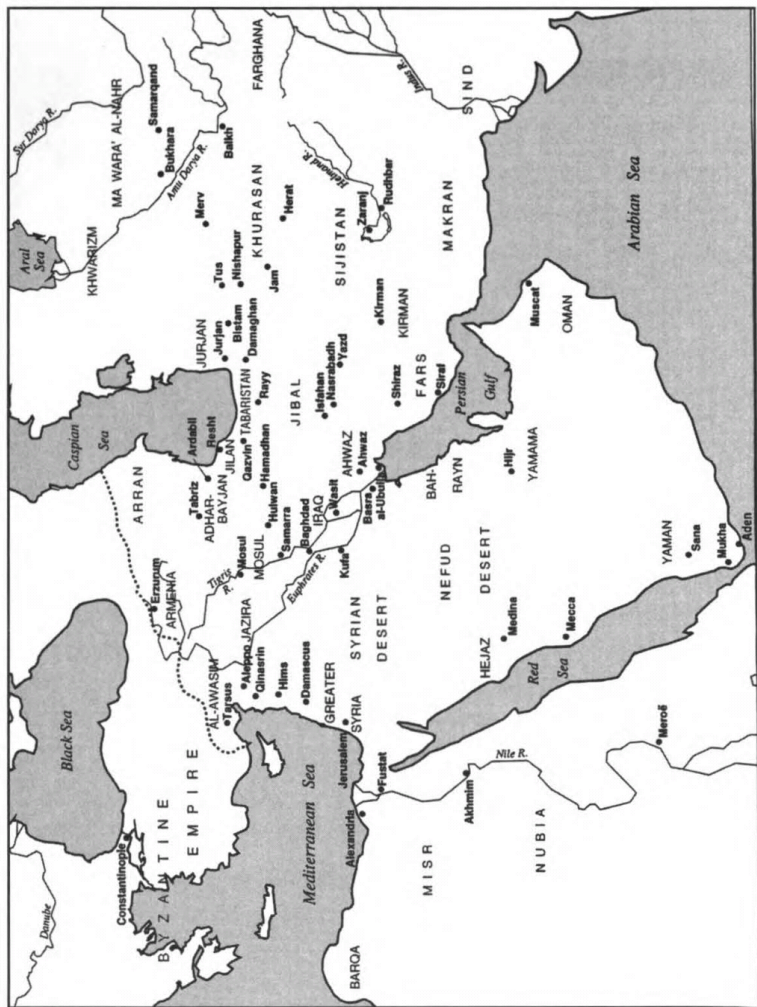 Danube
Constantinople
BYZANTINE
EMPIRE
Black Sea
Mediterranean Sea
Alexandria
BARQA
MISR
NUBIA
Akhmim
Nile R.
Meroë
Fustat
Jerusalem
GREATER
SYRIA
Damascus
Hims
Qinasrin
Aleppo
Tarsus
AL-AWASIM
JAZIRA
Erzurum
ARMENIA
Tigris
R.
Euphrates R.
SYRIAN
DESERT
Mosul
MOSUL
Samarra
Baghdad
IRAQ
Kufa
Wasit
Basra
al-Ubulla
AHWAZ
Ahwaz
Hulwan
Hamadhan
Qazvin
Tabriz
ADHAR-
BAYJAN
ARRAN
Ardabil
Resht
JILAN
Caspian
Sea
TABARISTAN
Rayy
JIBAL
Isfahan
Nasrabadh
Yazd
JURJAN
Jurjan
Bistam
Damaghan
Tus
Nishapur
Jam
KHURASAN
Herat
Merv
Balkh
Aral
Sea
KHWARIZM
Syr Darya R.
MA WARA' AL-NAHR
Samarqand
Bukhara
Amu Darya R.
FARGHANA
Helmand R.
Zaranj
Rudhbar
SIJISTAN
Kirman
KIRMAN
MAKRAN
SIND
Indus R.
Shiraz
FARS
Siraf
Persian
Gulf
BAH-
RAYN
Hijr
YAMAMA
NEFUD
DESERT
HEJAZ
Medina
Mecca
Red
Sea
YAMAN
Sana
Mukha
Aden
Muscat
OMAN
Arabian Sea